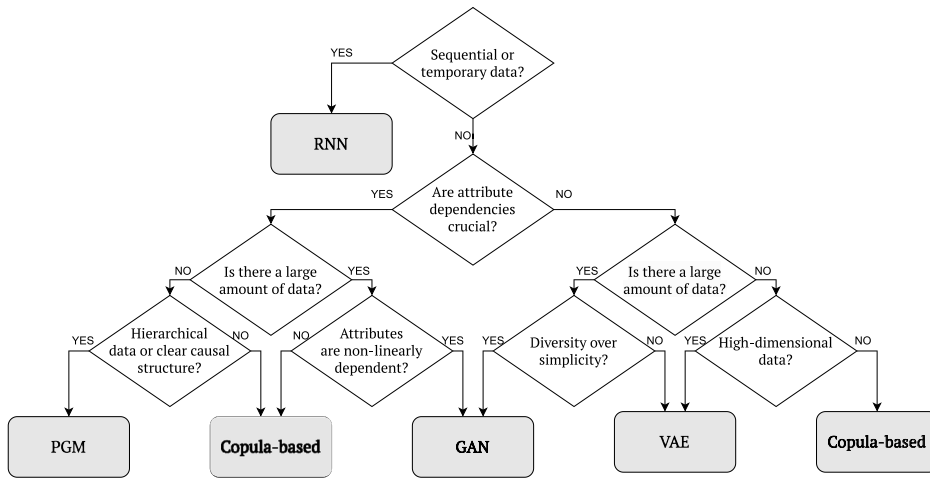 YES
Sequential or
temporary data?
RNN
NO
YES
Are attribute
dependencies
crucial?
NO
NO
Is there a large
amount of data?
YES
YES
Is there a large
amount of data?
NO
YES
Hierarchical
data or clear causal
structure?
NO
NO
Attributes
are non-linearly
dependent?
YES
YES
Diversity over
simplicity?
NO
YES
High-dimensional
data?
NO
PGM
Copula-based
GAN
VAE
Copula-based